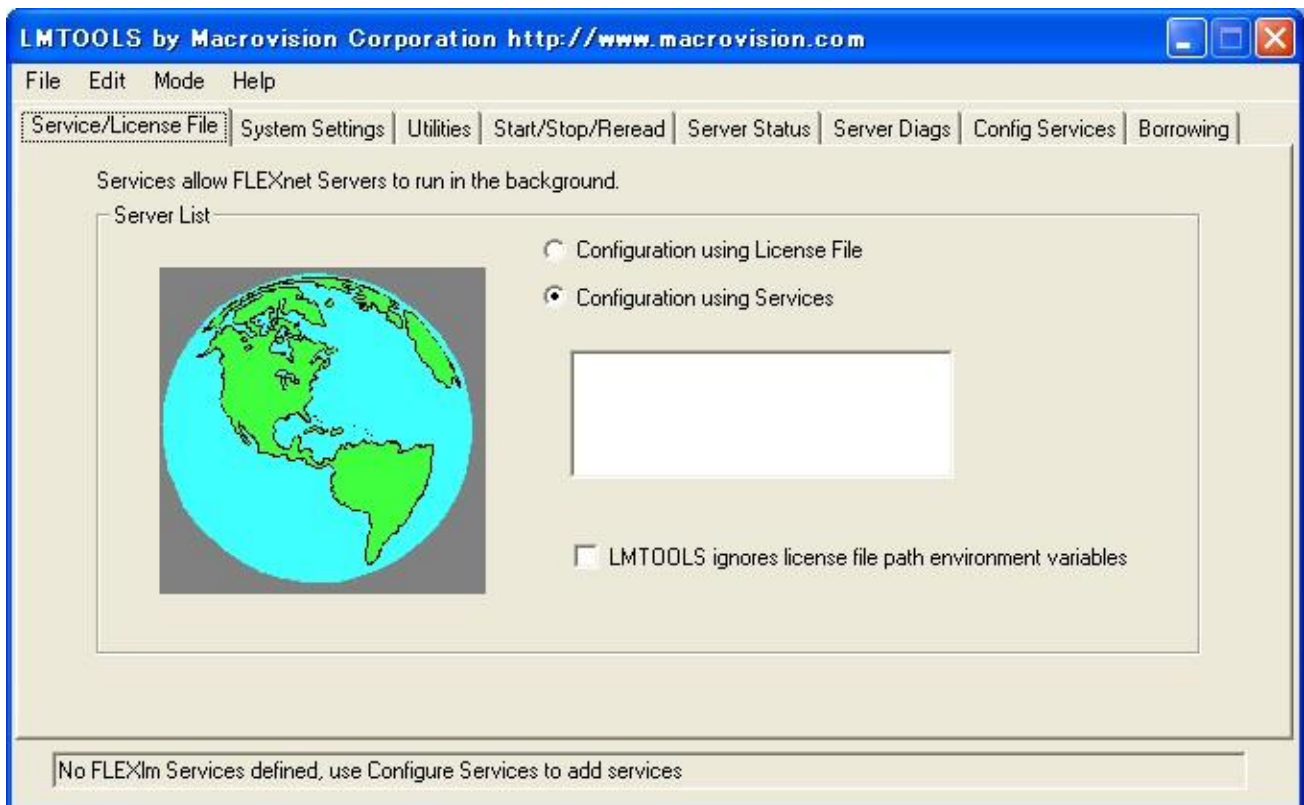 LMTOOLS by Macrovision Corporation http://www.macrovision.com
File Edit Mode Help
Service/License File System Settings Utilities Start/Stop/Reread Server Status Server Diags Config Services Borrowing
Services allow FLEXnet Servers to run in the background.
Server List
Configuration using License File
Configuration using Services
LMTOOLS ignores license file path environment variables
No FLEXlm Services defined, use Configure Services to add services